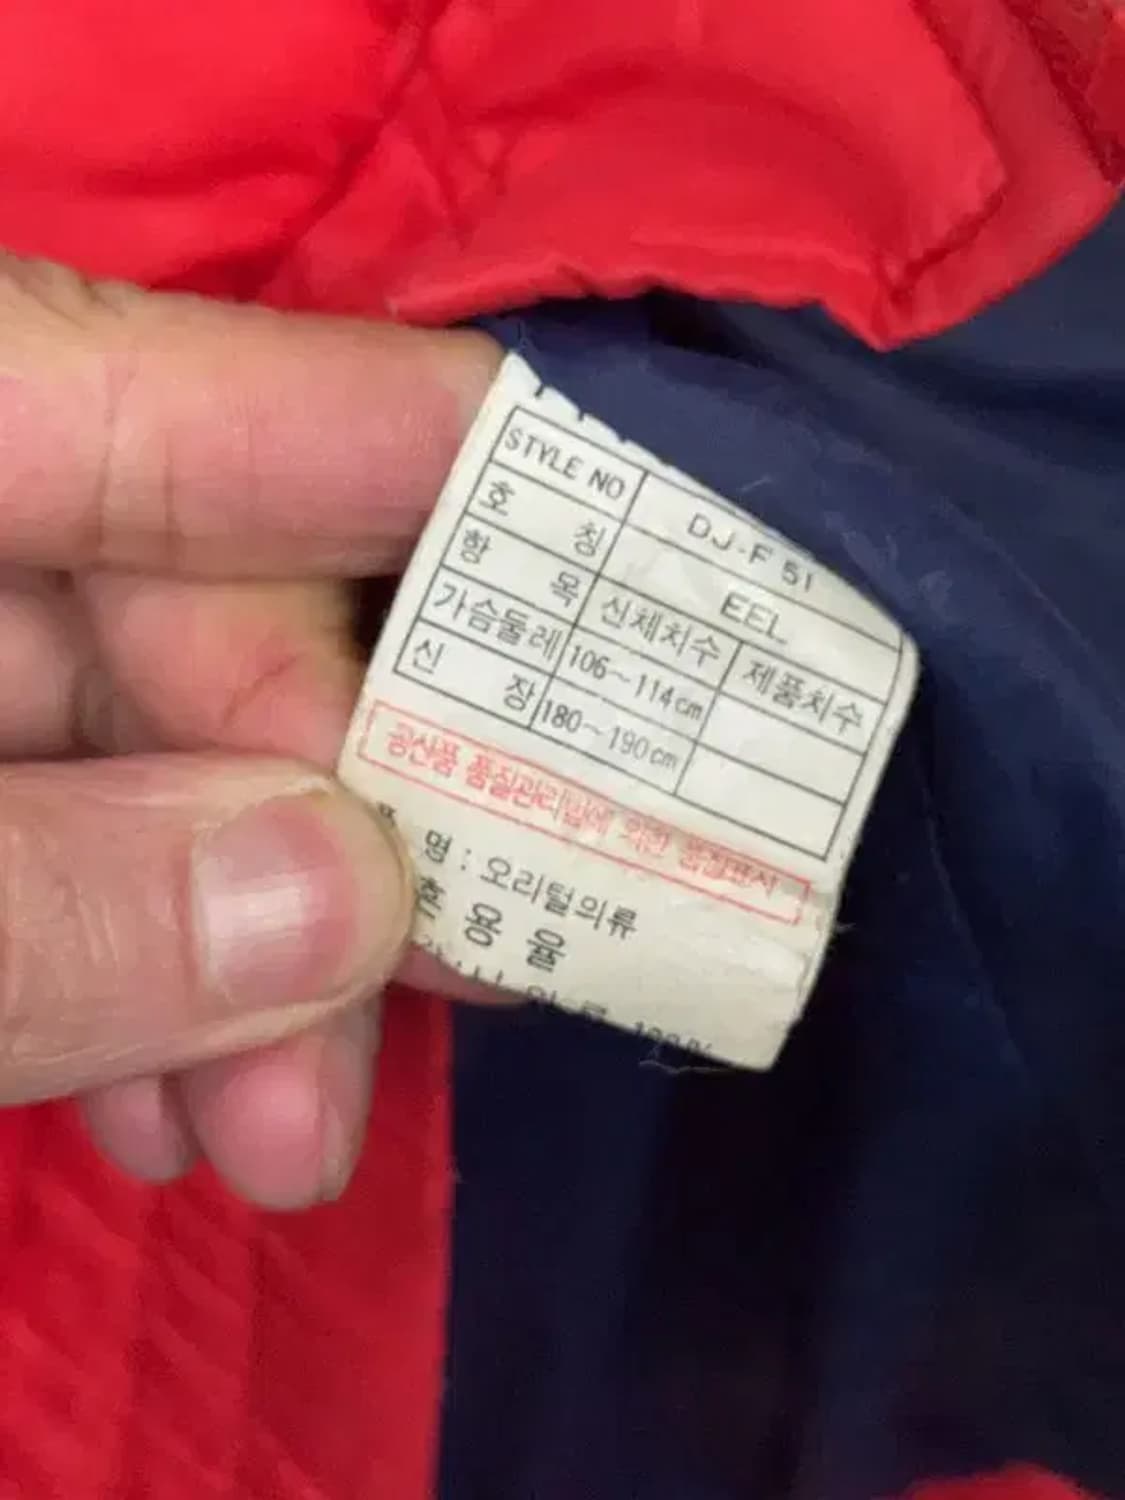 STYLE NO DJ-F 51
호 칭 EEL
항 목 신체치수 제품치수
가슴둘레 106~114cm
신 장 180~190cm
공산품 품질관리법에 의한 품질표시
품 명 : 오리털의류
혼 용 율